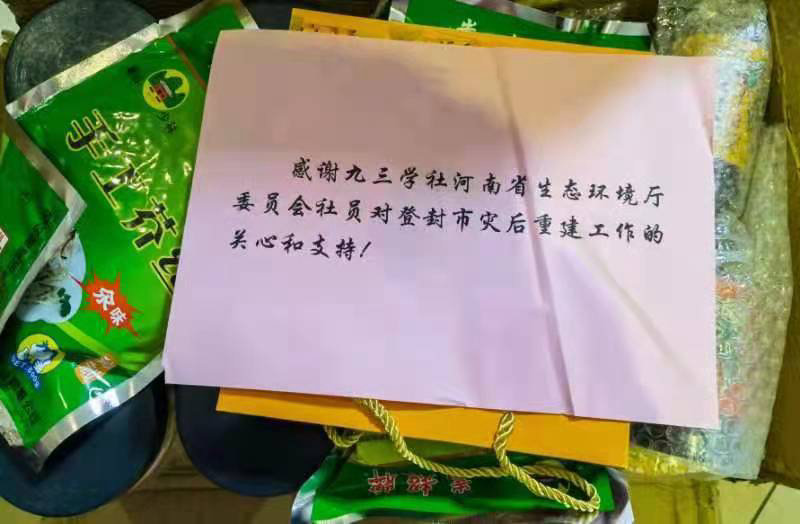 感谢九三学社河南省生态环境厅
委员会社员对登封市灾后重建工作的
关心和支持!